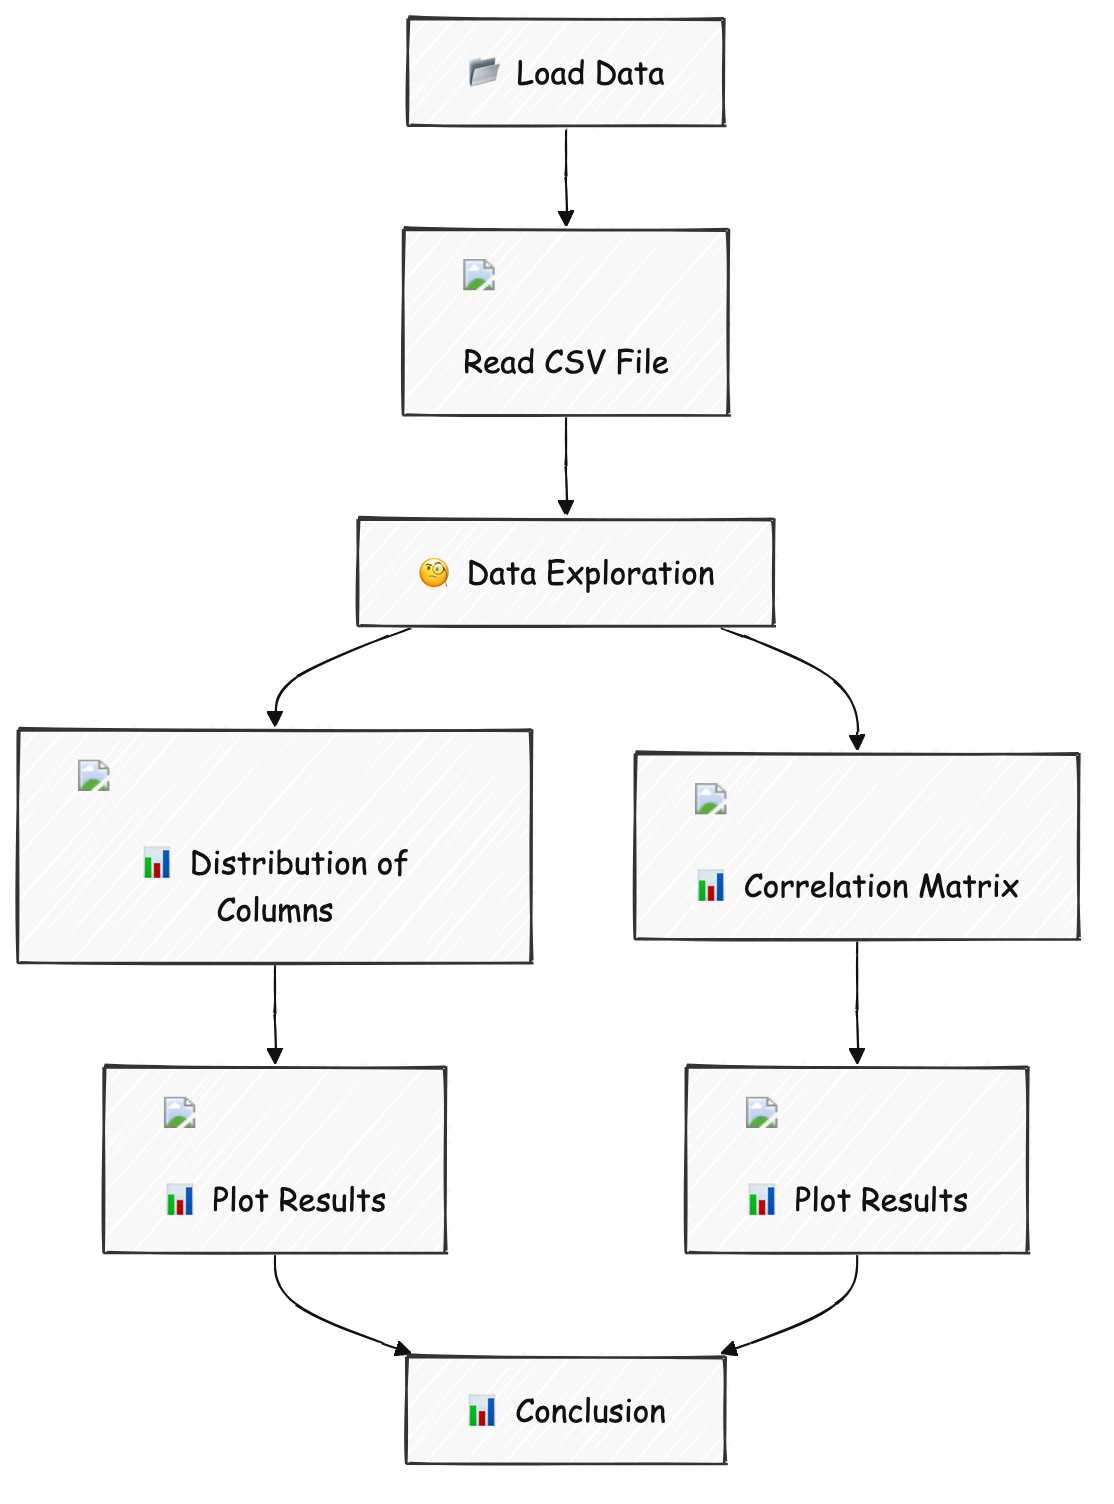 Load Data
Read CSV File
Data Exploration
Distribution of
Columns
Correlation Matrix
Plot Results
Plot Results
Conclusion